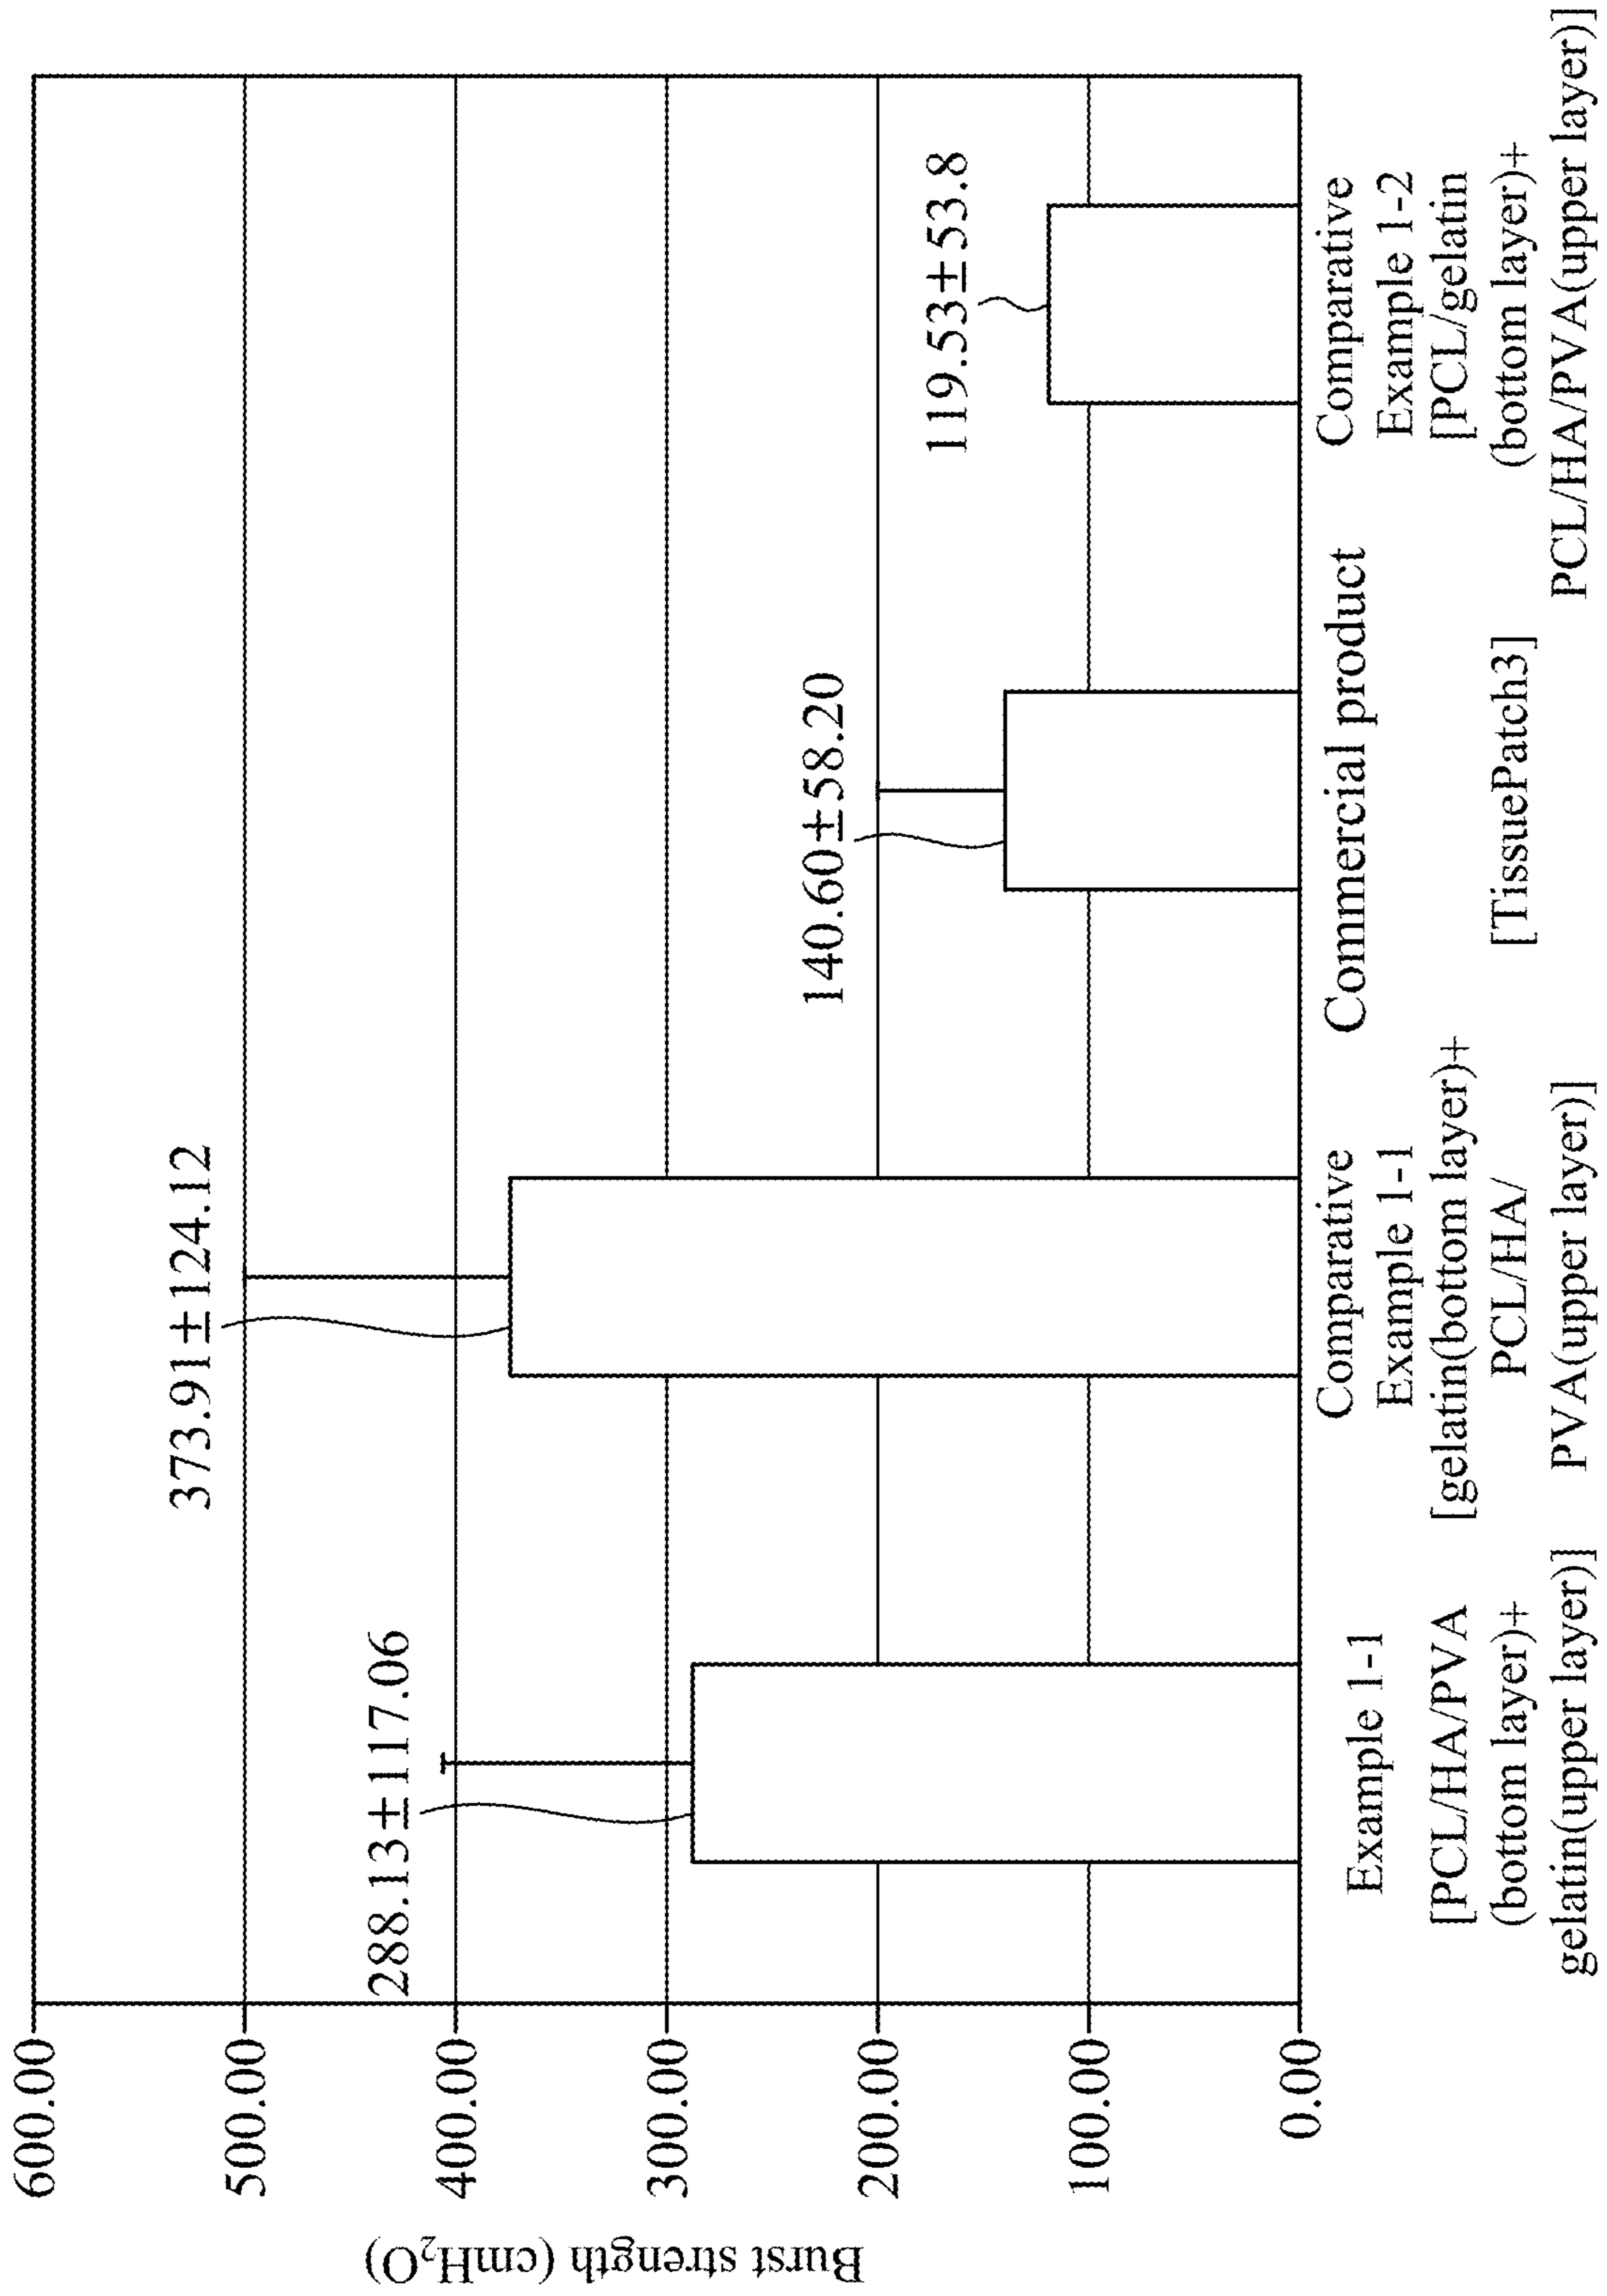 Burst strength (cmH₂O)
600.00
500.00
400.00
300.00
200.00
100.00
0.00
288.13±117.06
373.91±124.12
140.60±58.20
119.53±53.8
Example 1-1
[PCL/HA/PVA
(bottom layer)+
gelatin(upper layer)]
Comparative
Example 1-1
[gelatin(bottom layer)+
PCL/HA/
PVA(upper layer)]
Commercial product
[TissuePatch3]
Comparative
Example 1-2
[PCL/gelatin
(bottom layer)+
PCL/HA/PVA(upper layer)]